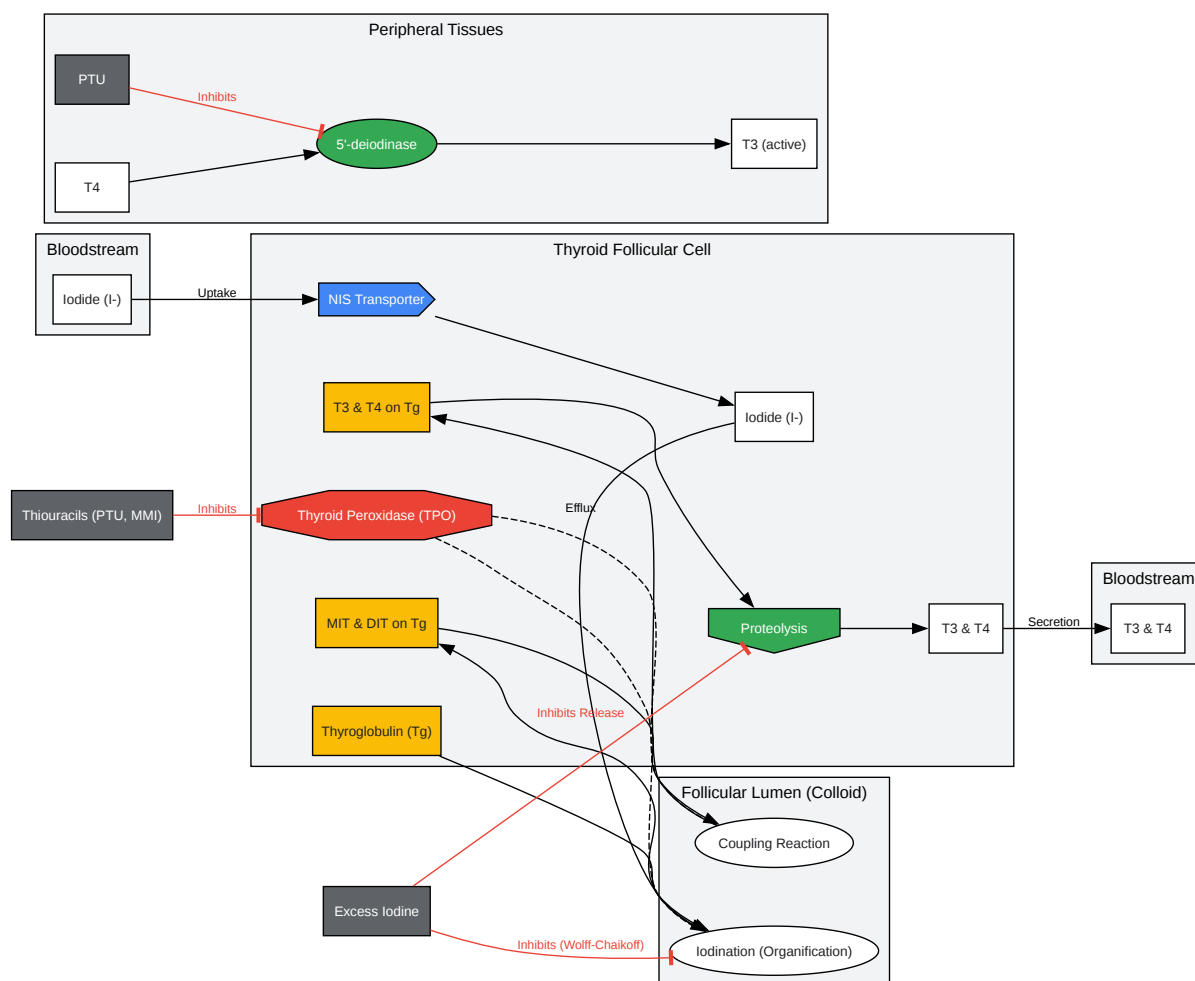 Peripheral Tissues
PTU
Inhibits
5'-deiodinase
T3 (active)
T4
Bloodstream
Iodide (I-)
Uptake
Thyroid Follicular Cell
NIS Transporter
T3 & T4 on Tg
Iodide (I-)
Thiouracils (PTU, MMI)
Inhibits
Thyroid Peroxidase (TPO)
Efflux
MIT & DIT on Tg
Proteolysis
T3 & T4
Secretion
Bloodstream
T3 & T4
Thyroglobulin (Tg)
Inhibits Release
Follicular Lumen (Colloid)
Coupling Reaction
Excess Iodine
Inhibits (Wolff-Chaikoff)
Iodination (Organification)